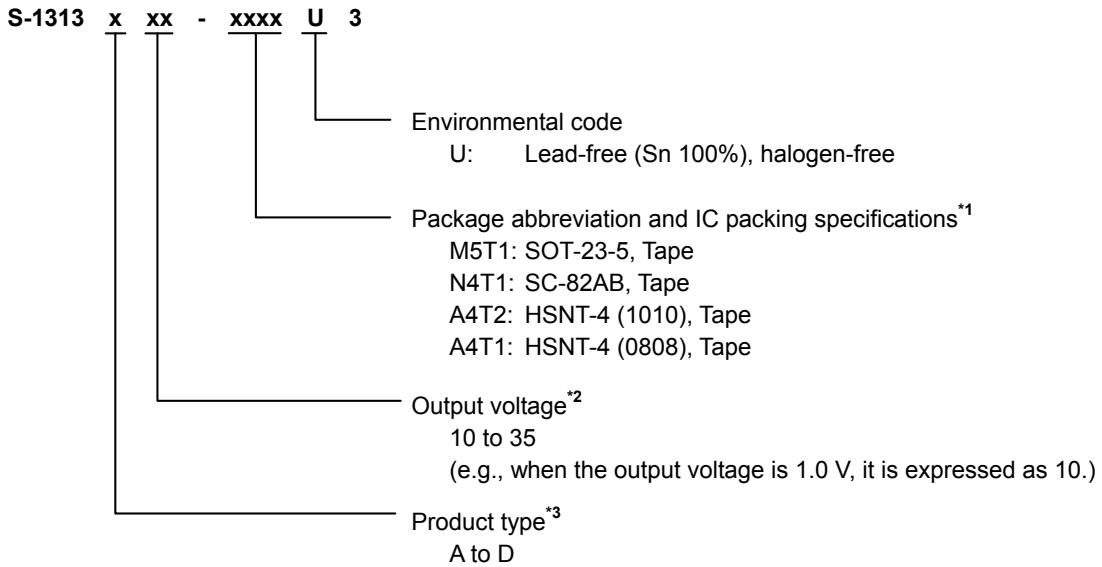 S-1313 x xx - xxxx U 3
Environmental code
U: Lead-free (Sn 100%), halogen-free
Package abbreviation and IC packing specifications*1
M5T1: SOT-23-5, Tape
N4T1: SC-82AB, Tape
A4T2: HSNT-4 (1010), Tape
A4T1: HSNT-4 (0808), Tape
Output voltage*2
10 to 35
(e.g., when the output voltage is 1.0 V, it is expressed as 10.)
Product type*3
A to D